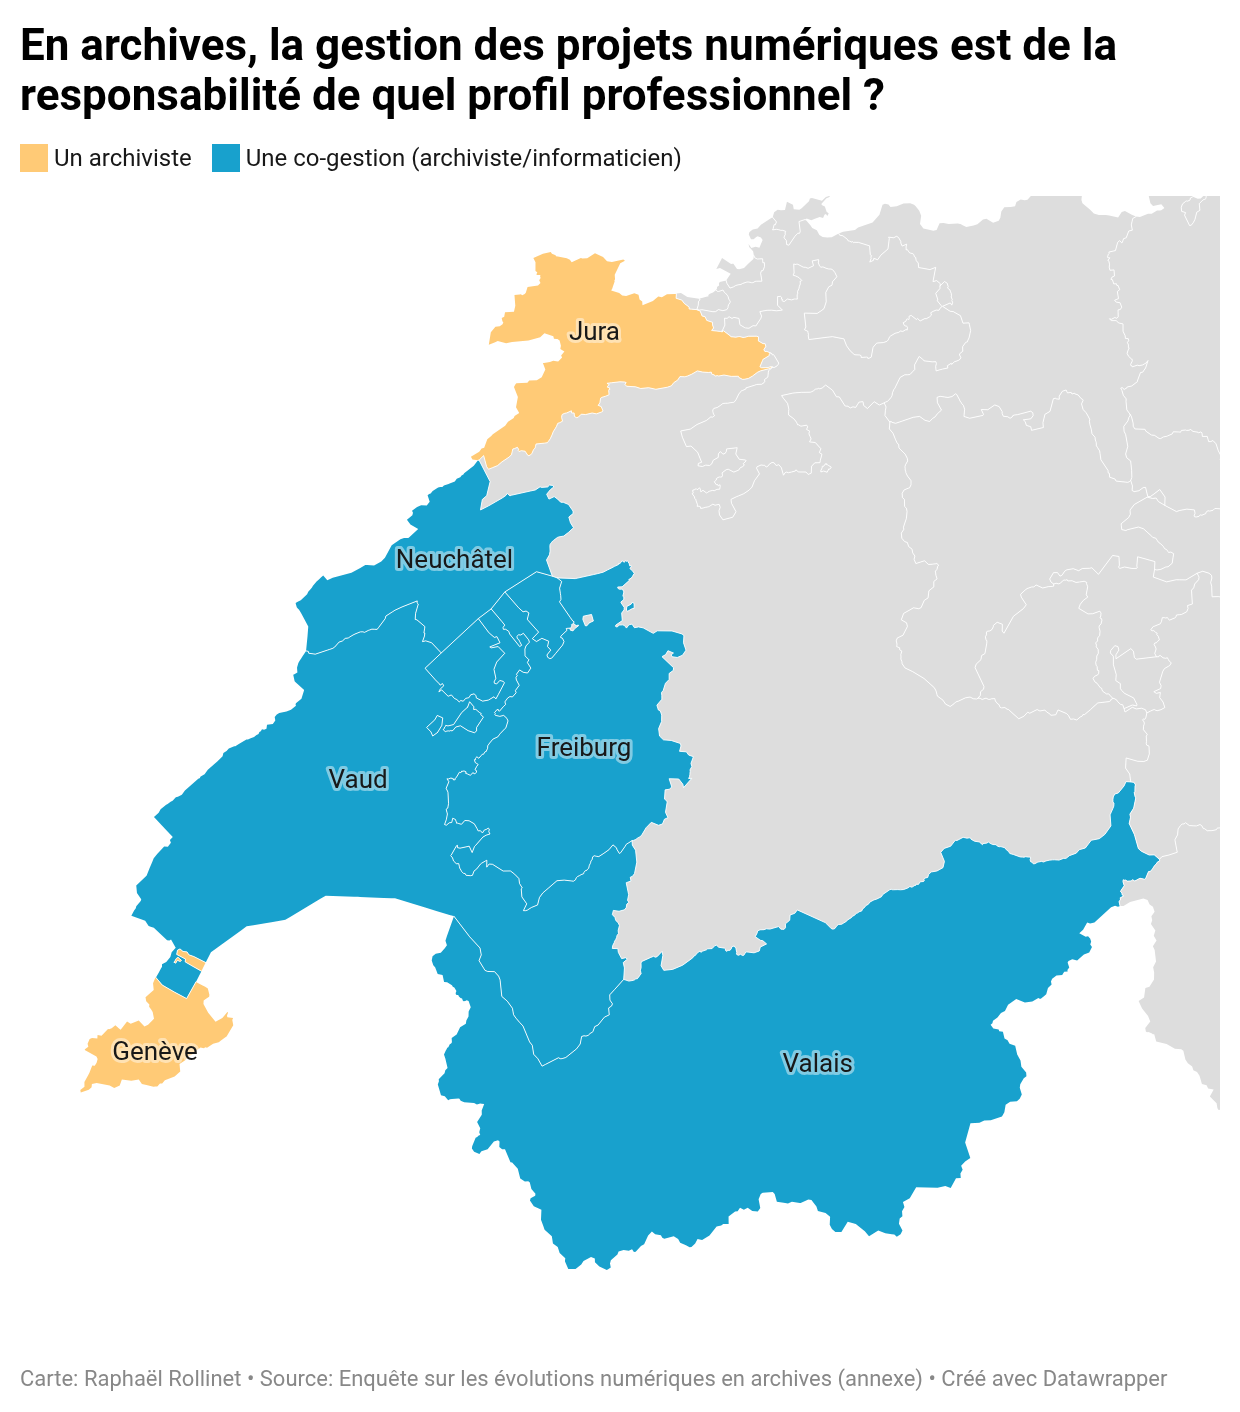 En archives, la gestion des projets numériques est de la
responsabilité de quel profil professionnel ?
Un archiviste Une co-gestion (archiviste/informaticien)
Jura
Neuchâtel
Freiburg
Vaud
Genève
Valais
Carte: Raphaël Rollinet • Source: Enquête sur les évolutions numériques en archives (annexe) • Créé avec Datawrapper